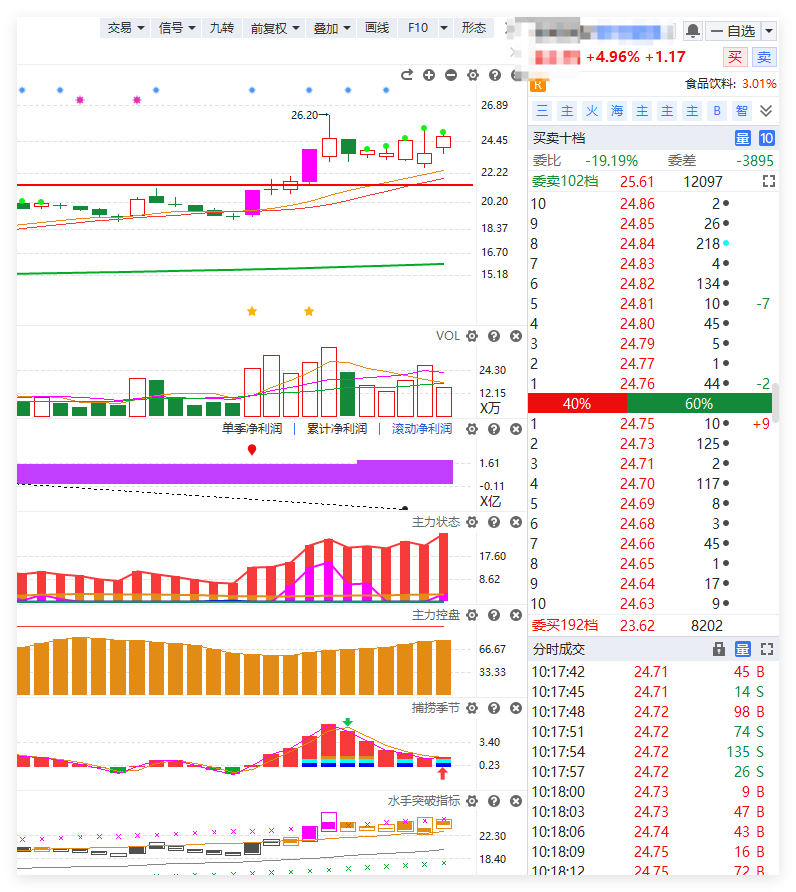 交易 信号 九转 前复权 叠加 画线 F10 形态
自选
+4.96% +1.17 买 卖
R 食品饮料: 3.01%
三 主 火 海 主 主 主 B 智
26.20
26.89
24.45
22.22
20.20
18.37
16.70
15.18
VOL
24.30
12.15
X万
单季净利润 | 累计净利润 | 滚动净利润
1.61
-0.11
X亿
主力状态
17.60
8.62
主力控盘
66.67
33.33
捕捞季节
3.40
0.23
水手突破指标
22.30
18.40
买卖十档 量 10
委比 -19.19% 委差 -3895
委卖102档 25.61 12097
10 24.86 2
9 24.85 26
8 24.84 218
7 24.83 4
6 24.82 134
5 24.81 10 -7
4 24.80 45
3 24.79 5
2 24.77 1
1 24.76 44 -2
40% 60%
1 24.75 10 +9
2 24.73 125
3 24.71 2
4 24.70 117
5 24.69 8
6 24.68 3
7 24.66 45
8 24.65 1
9 24.64 17
10 24.63 9
委买192档 23.62 8202
分时成交 量
10:17:42 24.71 45 B
10:17:45 24.71 14 S
10:17:48 24.72 98 B
10:17:51 24.72 74 S
10:17:54 24.72 135 S
10:17:57 24.72 26 S
10:18:00 24.73 9 B
10:18:03 24.73 47 B
10:18:06 24.74 43 B
10:18:09 24.75 16 B
10:18:12 24.75 72 B